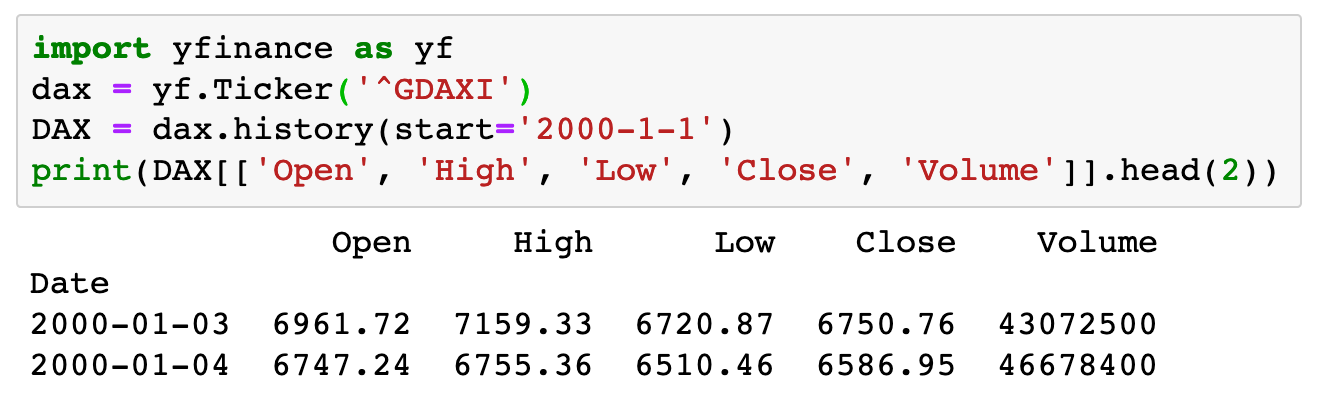 import yfinance as yf
dax = yf.Ticker('^GDAXI')
DAX = dax.history(start='2000-1-1')
print(DAX[['Open', 'High', 'Low', 'Close', 'Volume']].head(2))
Open High Low Close Volume
Date
2000-01-03 6961.72 7159.33 6720.87 6750.76 43072500
2000-01-04 6747.24 6755.36 6510.46 6586.95 46678400